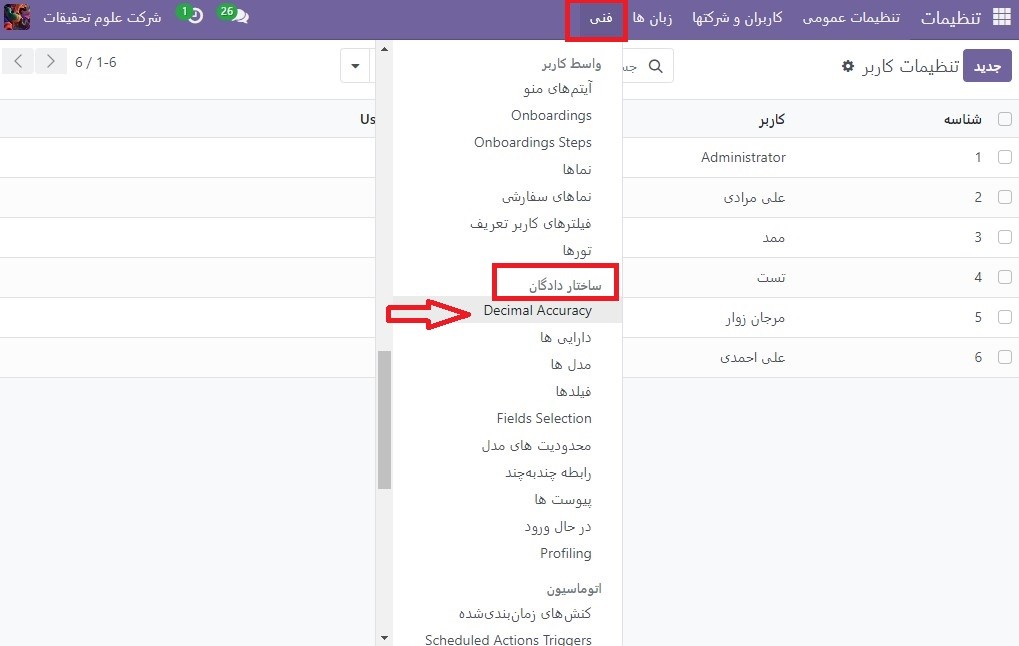 تنظیمات
تنظیمات عمومی
کاربران و شرکتها
زبان ها
فنی
26
1
شرکت علوم تحقیقات
جدید
تنظیمات کاربر
1-6 / 6
شناسه
کاربر
Us
1 Administrator
2 علی مرادی
3 ممد
4 تست
5 مرجان زوار
6 علی احمدی
واسط کاربر
آیتم‌های منو
Onboardings
Onboardings Steps
نماها
نماهای سفارشی
فیلترهای کاربر تعریف
تورها
ساختار دادگان
Decimal Accuracy
دارایی ها
مدل ها
فیلدها
Fields Selection
محدودیت های مدل
رابطه چندبه‌چند
پیوست ها
در حال ورود
Profiling
اتوماسیون
کنش‌های زمان‌بندی‌شده
Scheduled Actions Triggers